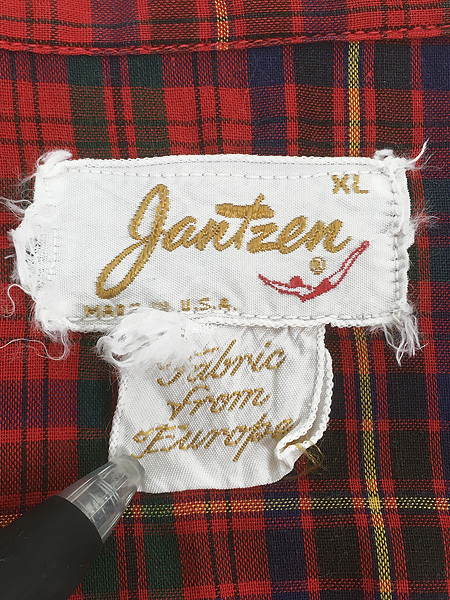 XL
Jantzen
®
MADE IN U.S.A.
Fabric
from
Europe